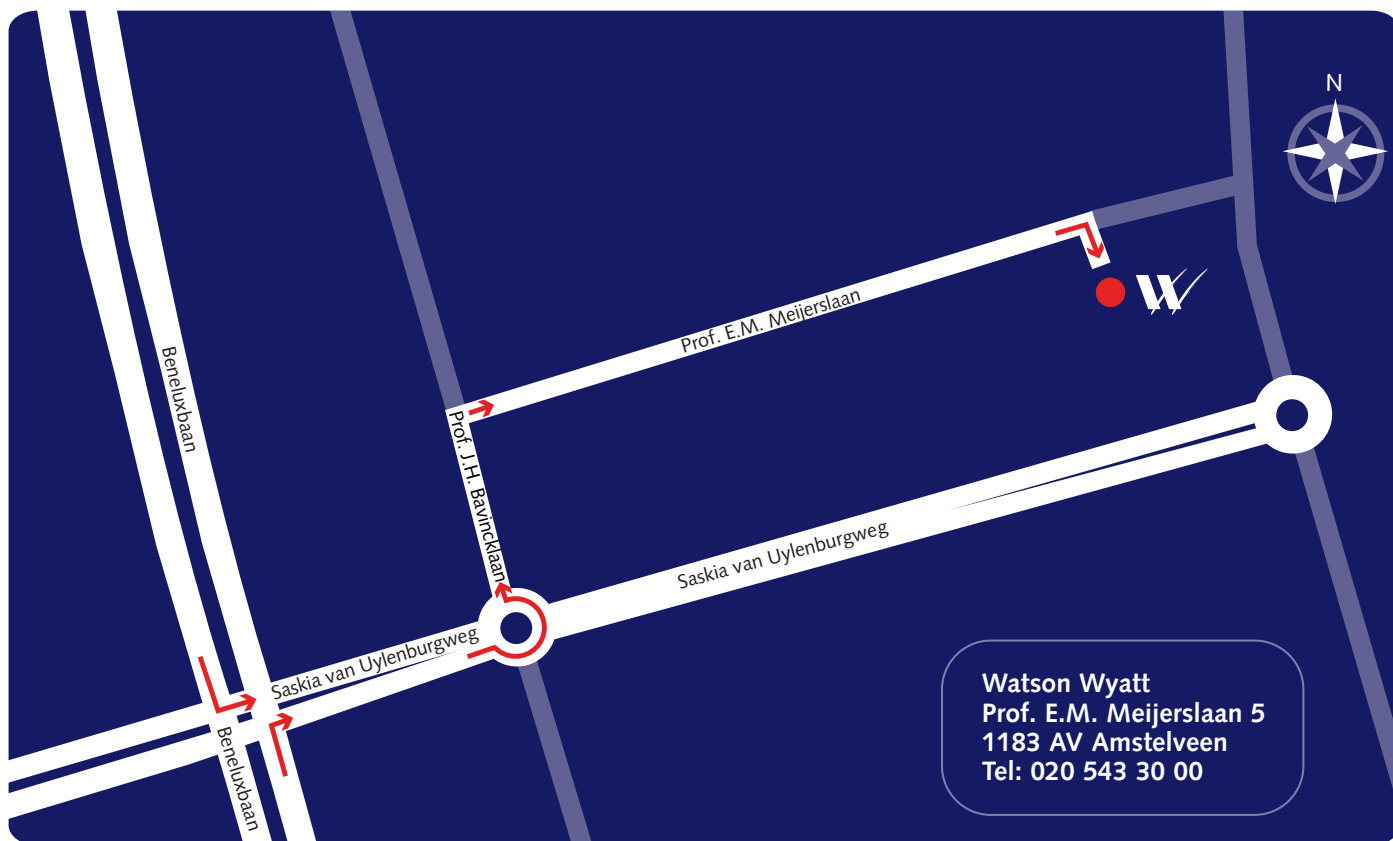 N
Beneluxbaan
Prof. E.M. Meijerslaan
Prof. J.H. Bavincklaan
Saskia van Uylenburgweg
Saskia van Uylenburgweg
Beneluxbaan
W
Watson Wyatt
Prof. E.M. Meijerslaan 5
1183 AV Amstelveen
Tel: 020 543 30 00